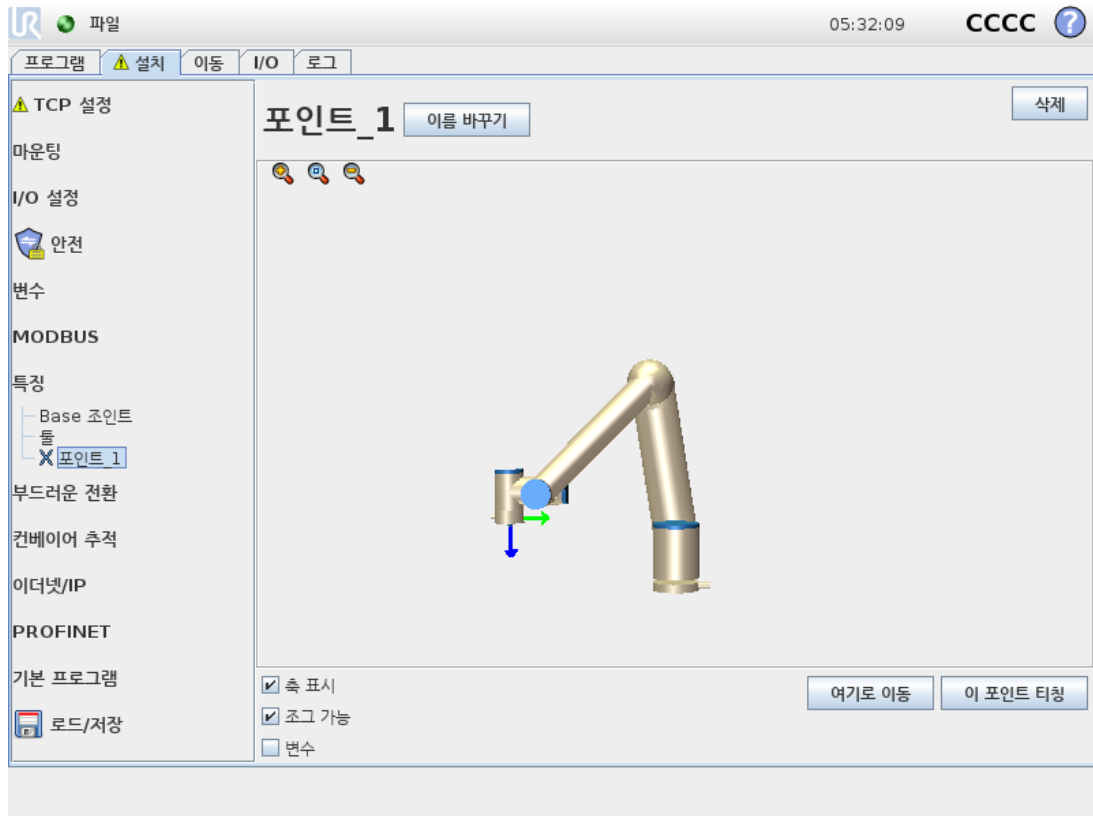 UR 파일 05:32:09 CCCC ?
프로그램 설치 이동 I/O 로그
TCP 설정
마운팅
I/O 설정
안전
변수
MODBUS
특징
Base 조인트
툴
포인트_1
부드러운 전환
컨베이어 추적
이더넷/IP
PROFINET
기본 프로그램
로드/저장
포인트_1 이름 바꾸기 삭제
축 표시
조그 가능
변수
여기로 이동 이 포인트 티칭